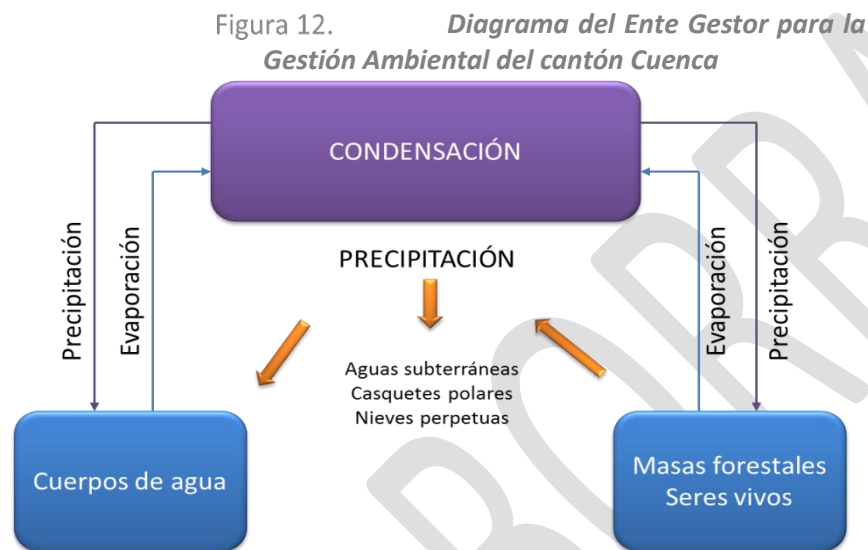 Figura 12. Diagrama del Ente Gestor para la
Gestión Ambiental del cantón Cuenca
CONDENSACIÓN
Precipitación
Evaporación
PRECIPITACIÓN
Evaporación
Precipitación
Aguas subterráneas
Casquetes polares
Nieves perpetuas
Cuerpos de agua
Masas forestales
Seres vivos